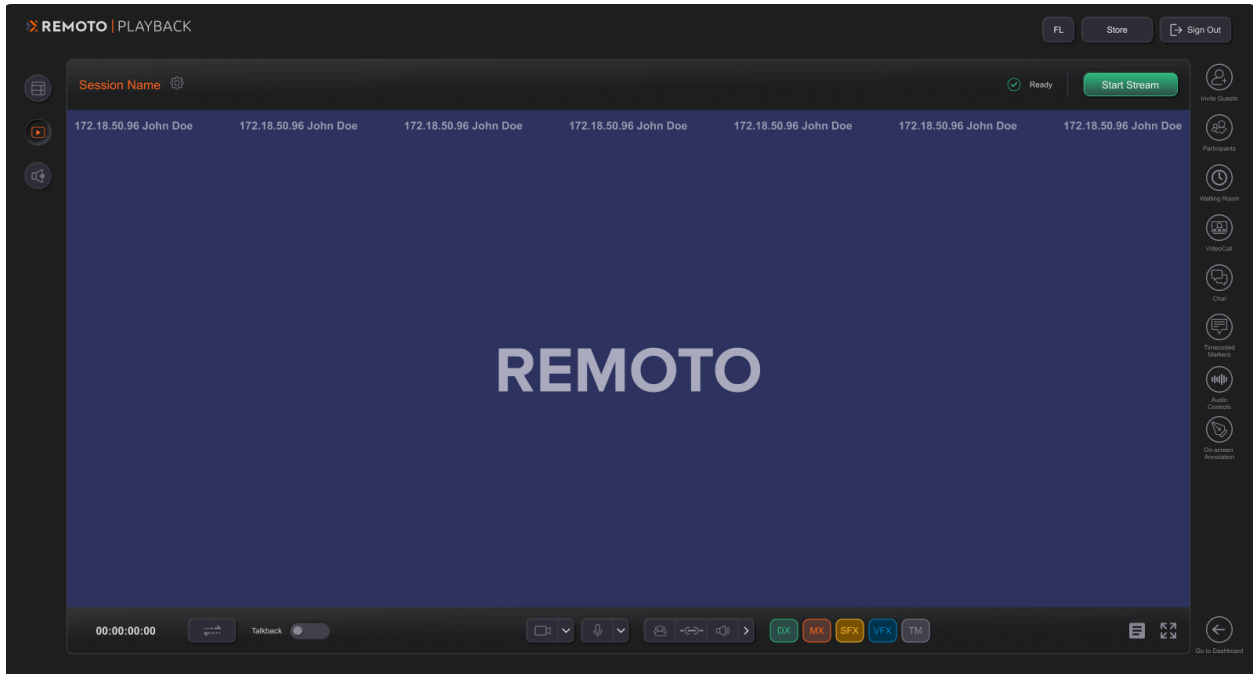 REMOTO | PLAYBACK
FL
Store
Sign Out
Session Name
Ready
Start Stream
Invite Guests
172.18.50.96 John Doe 172.18.50.96 John Doe 172.18.50.96 John Doe 172.18.50.96 John Doe 172.18.50.96 John Doe 172.18.50.96 John Doe 172.18.50.96 John Doe
Participants
Waiting Room
VideoCall
Chat
Timecoded
Markers
REMOTO
Audio
Controls
On-screen
Annotation
00:00:00:00
Talkback
DX
MX
SFX
VFX
TM
Go to Dashboard